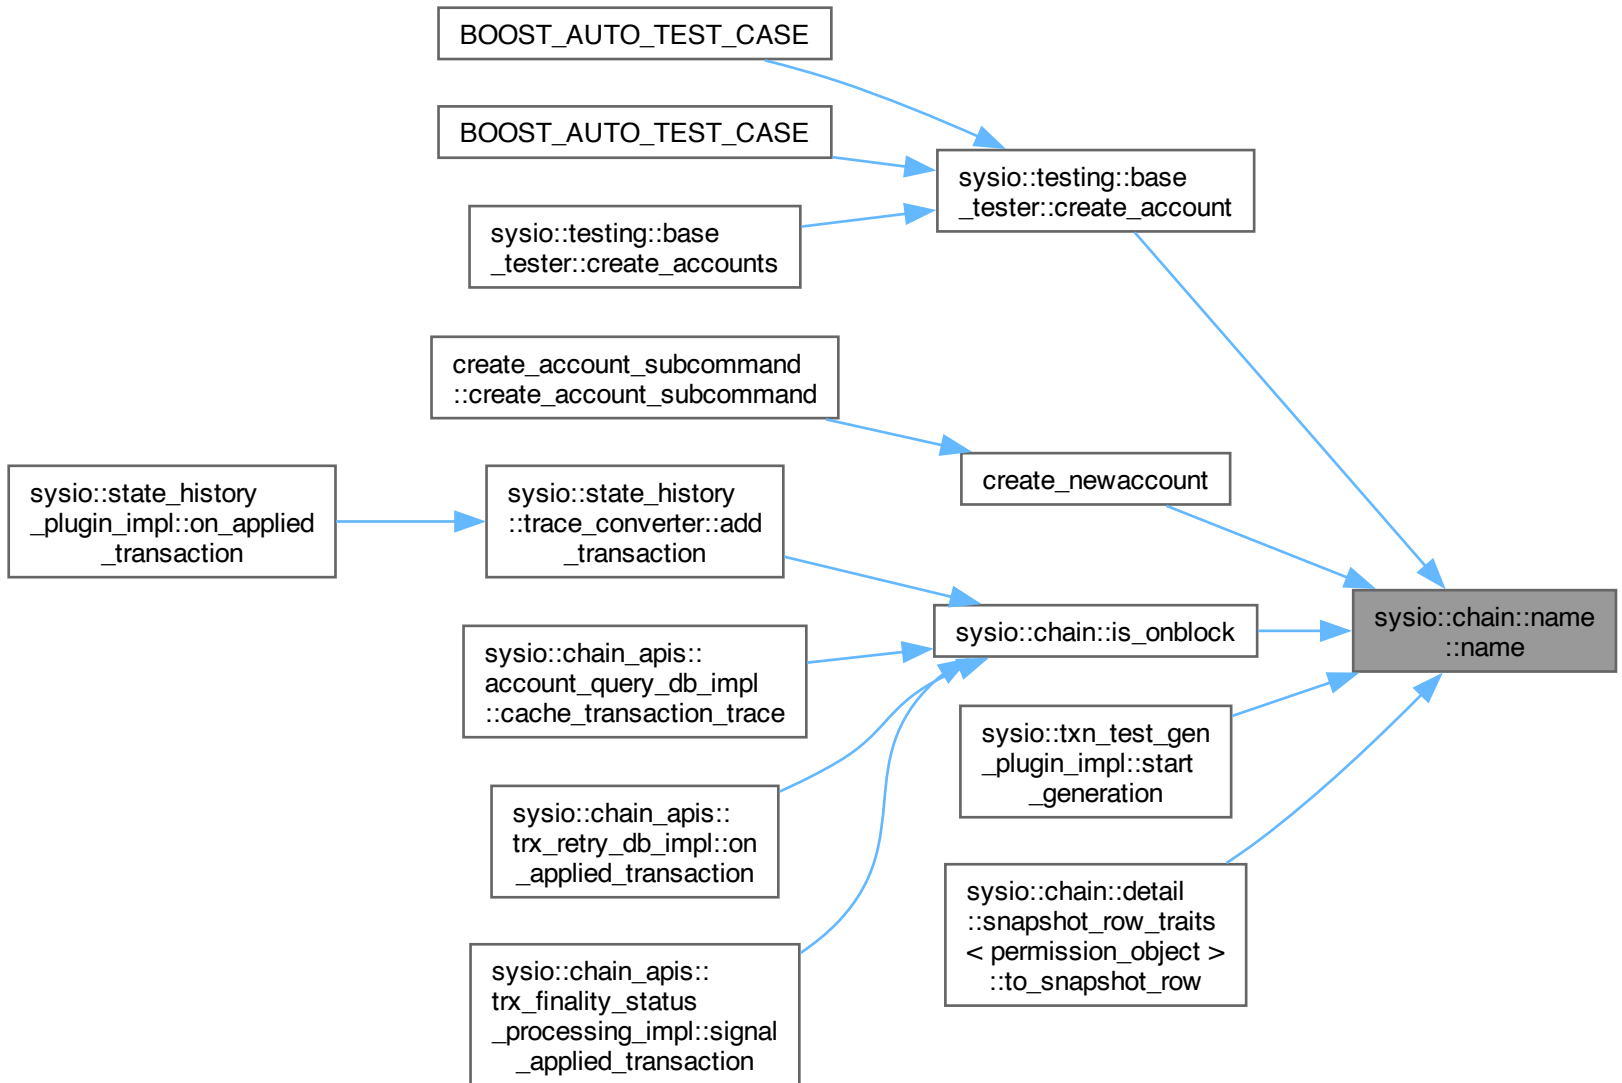 BOOST_AUTO_TEST_CASE
BOOST_AUTO_TEST_CASE
sysio::testing::base
_tester::create_account
sysio::testing::base
_tester::create_accounts
create_account_subcommand
::create_account_subcommand
create_newaccount
sysio::state_history
_plugin_impl::on_applied
_transaction
sysio::state_history
::trace_converter::add
_transaction
sysio::chain::is_onblock
sysio::chain::name
::name
sysio::chain_apis::
account_query_db_impl
::cache_transaction_trace
sysio::txn_test_gen
_plugin_impl::start
_generation
sysio::chain_apis::
trx_retry_db_impl::on
_applied_transaction
sysio::chain::detail
::snapshot_row_traits
< permission_object >
::to_snapshot_row
sysio::chain_apis::
trx_finality_status
_processing_impl::signal
_applied_transaction